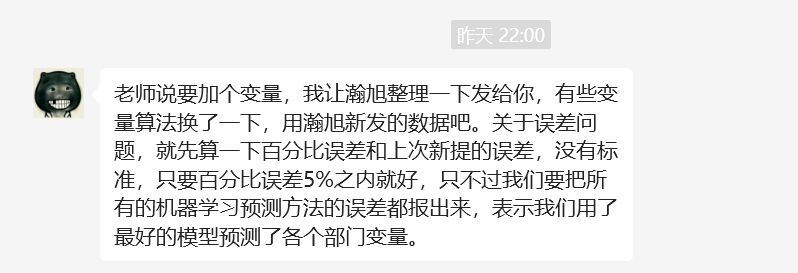 昨天 22:00
老师说要加个变量，我让瀚旭整理一下发给你，有些变
量算法换了一下，用瀚旭新发的数据吧。关于误差问
题，就先算一下百分比误差和上次新提的误差，没有标
准，只要百分比误差5%之内就好，只不过我们要把所
有的机器学习预测方法的误差都报出来，表示我们用了
最好的模型预测了各个部门变量。